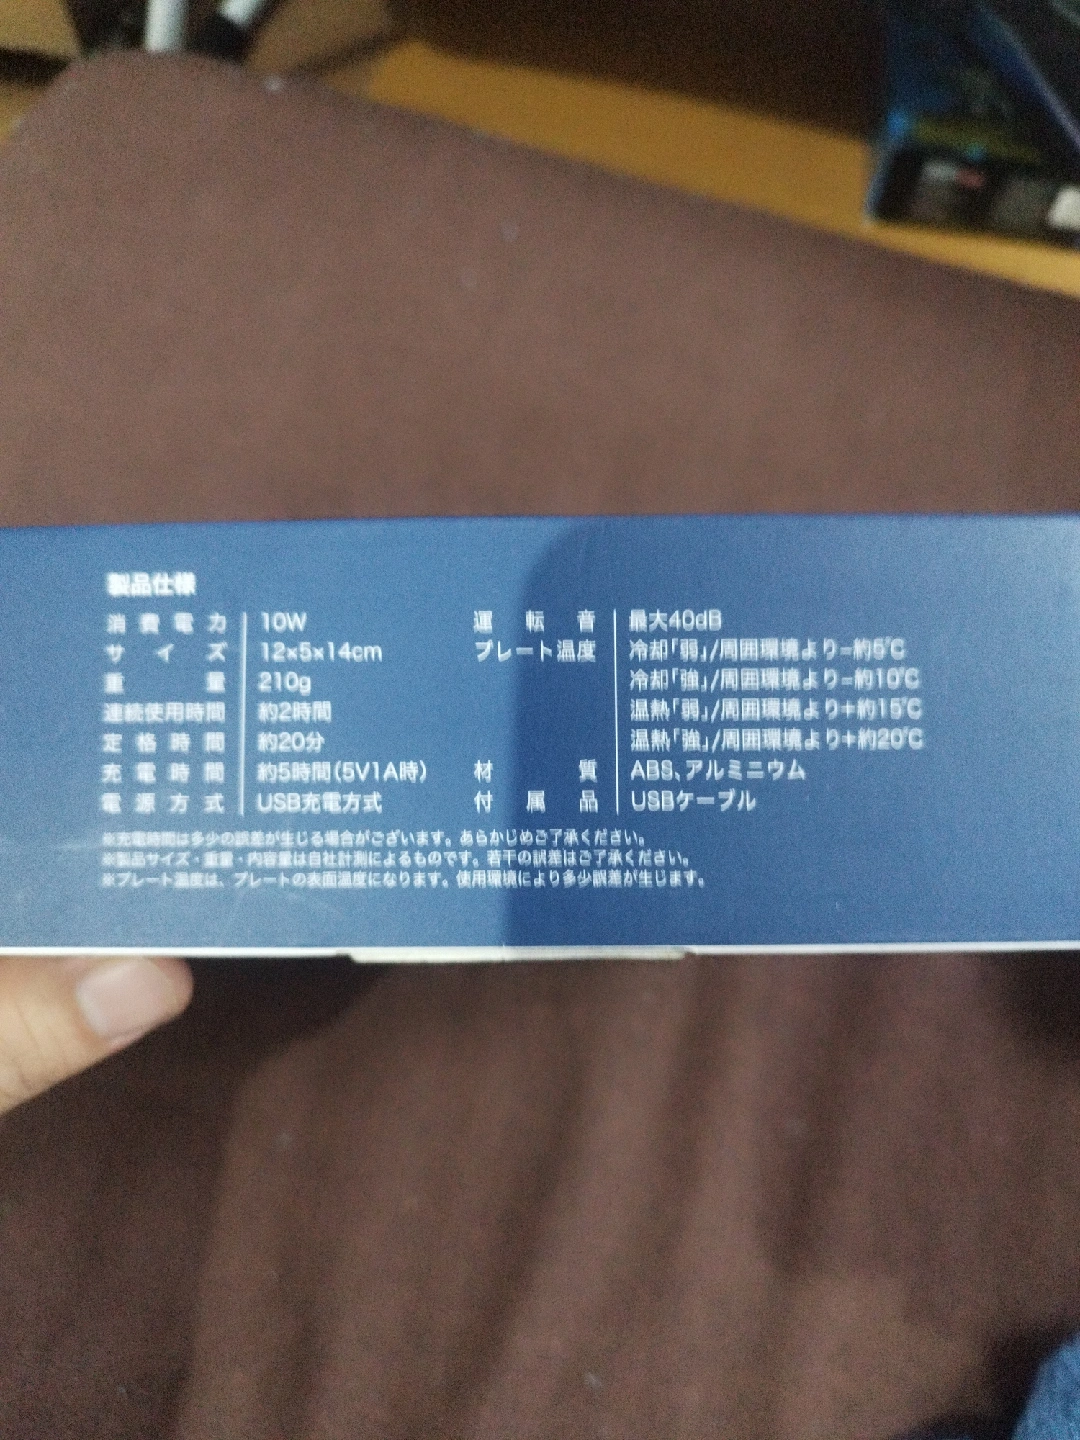 製品仕様
消費電力 10W
サイズ 12×5×14cm
重量 210g
連続使用時間 約2時間
定格時間 約20分
充電時間 約5時間(5V1A時)
電源方式 USB充電方式
運転音 最大40dB
プレート温度 冷却「弱」/周囲環境より-約5℃
冷却「強」/周囲環境より-約10℃
温熱「弱」/周囲環境より+約15℃
温熱「強」/周囲環境より+約20℃
材質 ABS、アルミニウム
付属品 USBケーブル
※充電時間は多少の誤差が生じる場合がございます。あらかじめご了承ください。
※製品サイズ・重量・内容量は自社計測によるものです。若干の誤差はご了承ください。
※プレート温度は、プレートの表面温度になります。使用環境により多少誤差が生じます。